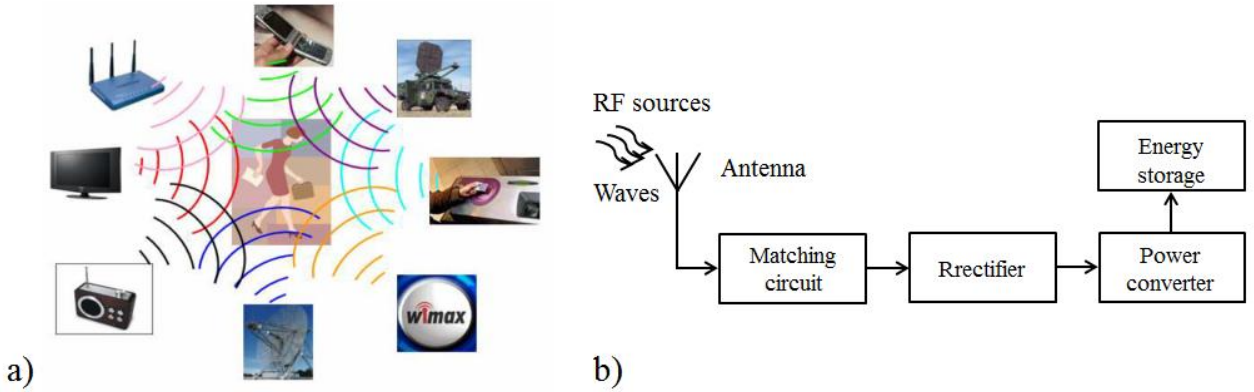 wimax
a)
RF sources
Waves
Antenna
Matching
circuit
Rrectifier
Power
converter
Energy
storage
b)